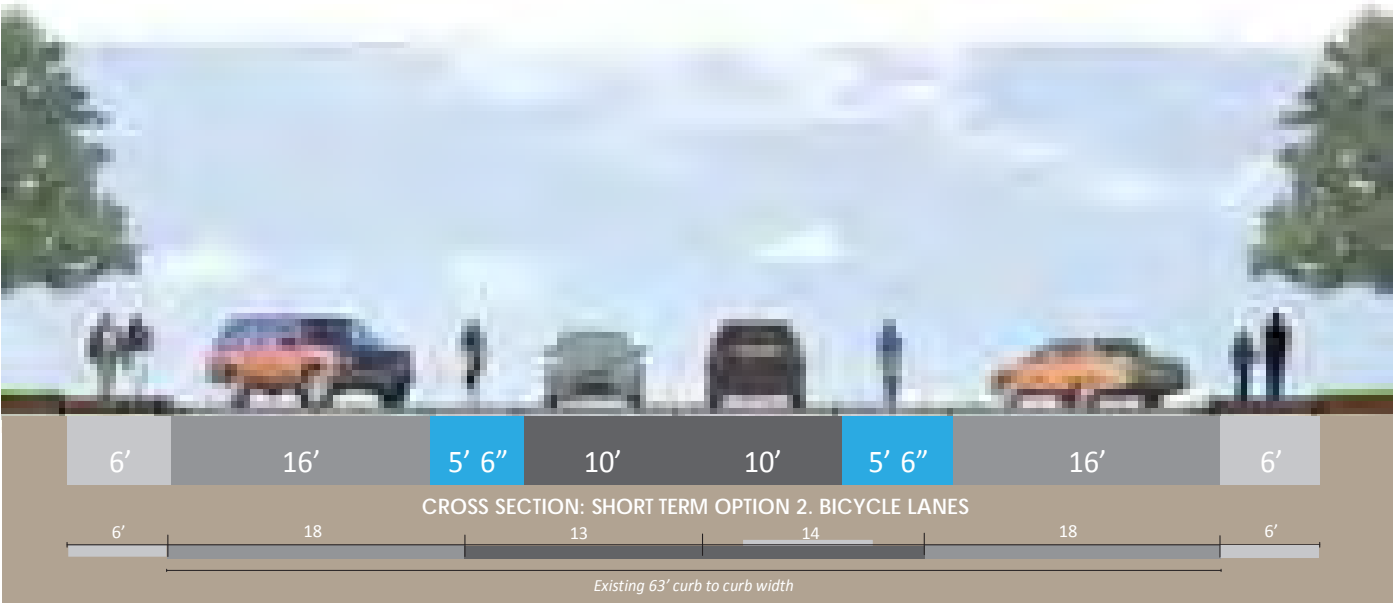 6’ 16’ 5’ 6” 10’ 10’ 5’ 6” 16’ 6’
CROSS SECTION: SHORT TERM OPTION 2. BICYCLE LANES
6’ 18 13 14 18 6’
Existing 63’ curb to curb width